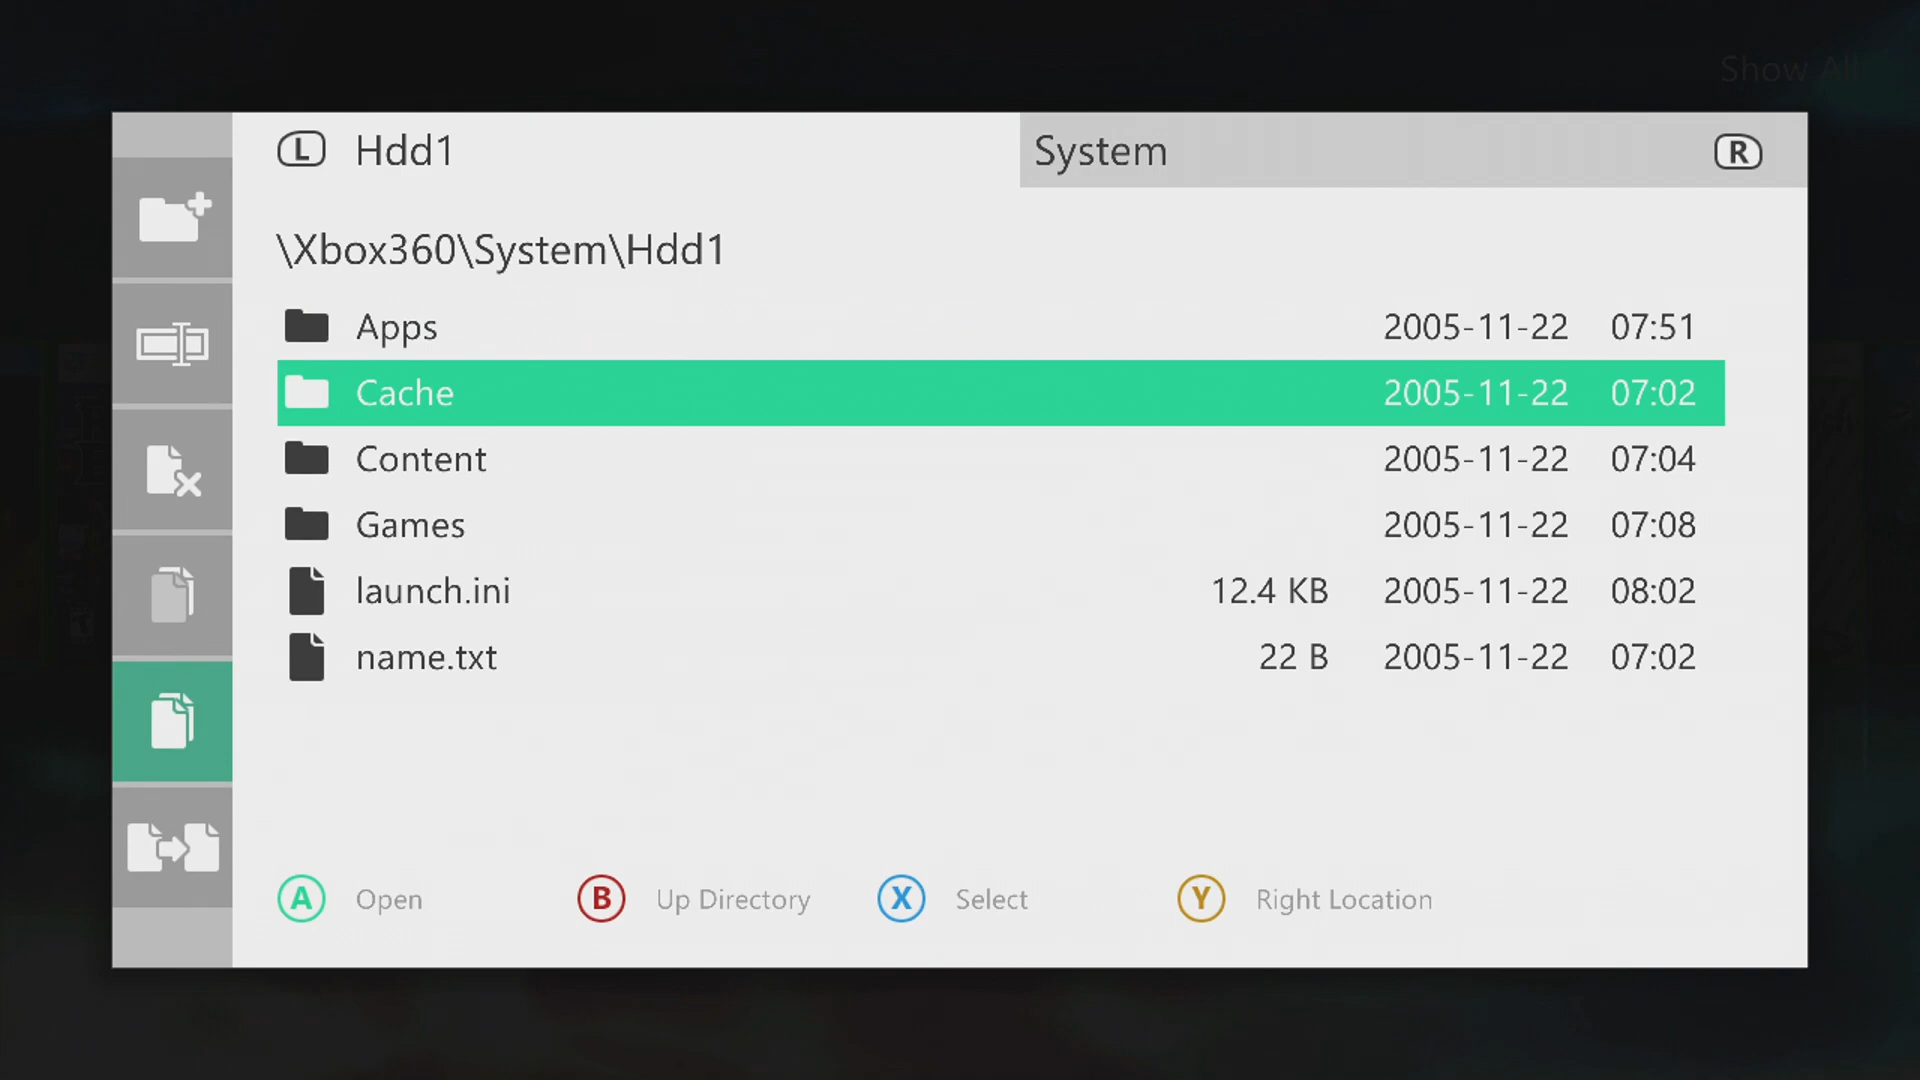 Show All
L Hdd1 System R
\Xbox360\System\Hdd1
Apps 2005-11-22 07:51
Cache 2005-11-22 07:02
Content 2005-11-22 07:04
Games 2005-11-22 07:08
launch.ini 12.4 KB 2005-11-22 08:02
name.txt 22 B 2005-11-22 07:02
A Open B Up Directory X Select Y Right Location